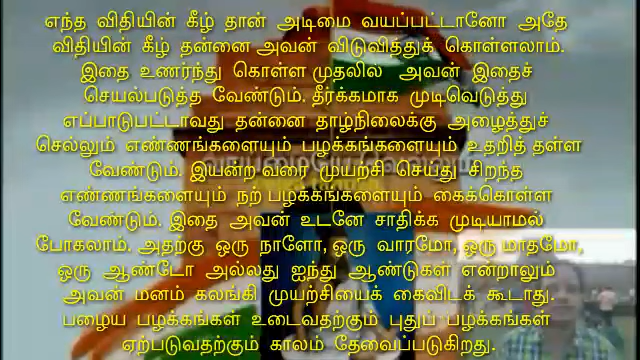 எந்த விதியின் கீழ் தான் அடிமை வயப்பட்டானோ அதே
விதியின் கீழ் தன்னை அவன் விடுவித்துக் கொள்ளலாம்.
இதை உணர்ந்து கொள்ள முதலில அவன் இதைச்
செயல்படுத்த வேண்டும். தீர்க்கமாக முடிவெடுத்து
எப்பாடுபட்டாவது தன்னை தாழ்நிலைக்கு அழைத்துச்
செல்லும் எண்ணங்களையும் பழக்கங்களையும் உதறித் தள்ள
வேண்டும். இயன்ற வரை முயற்சி செய்து சிறந்த
எண்ணங்களையும் நற் பழக்கங்களையும் கைக்கொள்ள
வேண்டும். இதை அவன் உடனே சாதிக்க முடியாமல்
போகலாம். அதற்கு ஒரு நாளோ, ஒரு வாரமோ, ஒரு மாதமோ,
ஒரு ஆண்டோ அல்லது ஐந்து ஆண்டுகள் என்றாலும்
அவன் மனம் கலங்கி முயற்சியைக் கைவிடக் கூடாது.
பழைய பழக்கங்கள் உடைவதற்கும் புதுப் பழக்கங்கள்
ஏற்படுவதற்கும் காலம் தேவைப்படுகிறது.